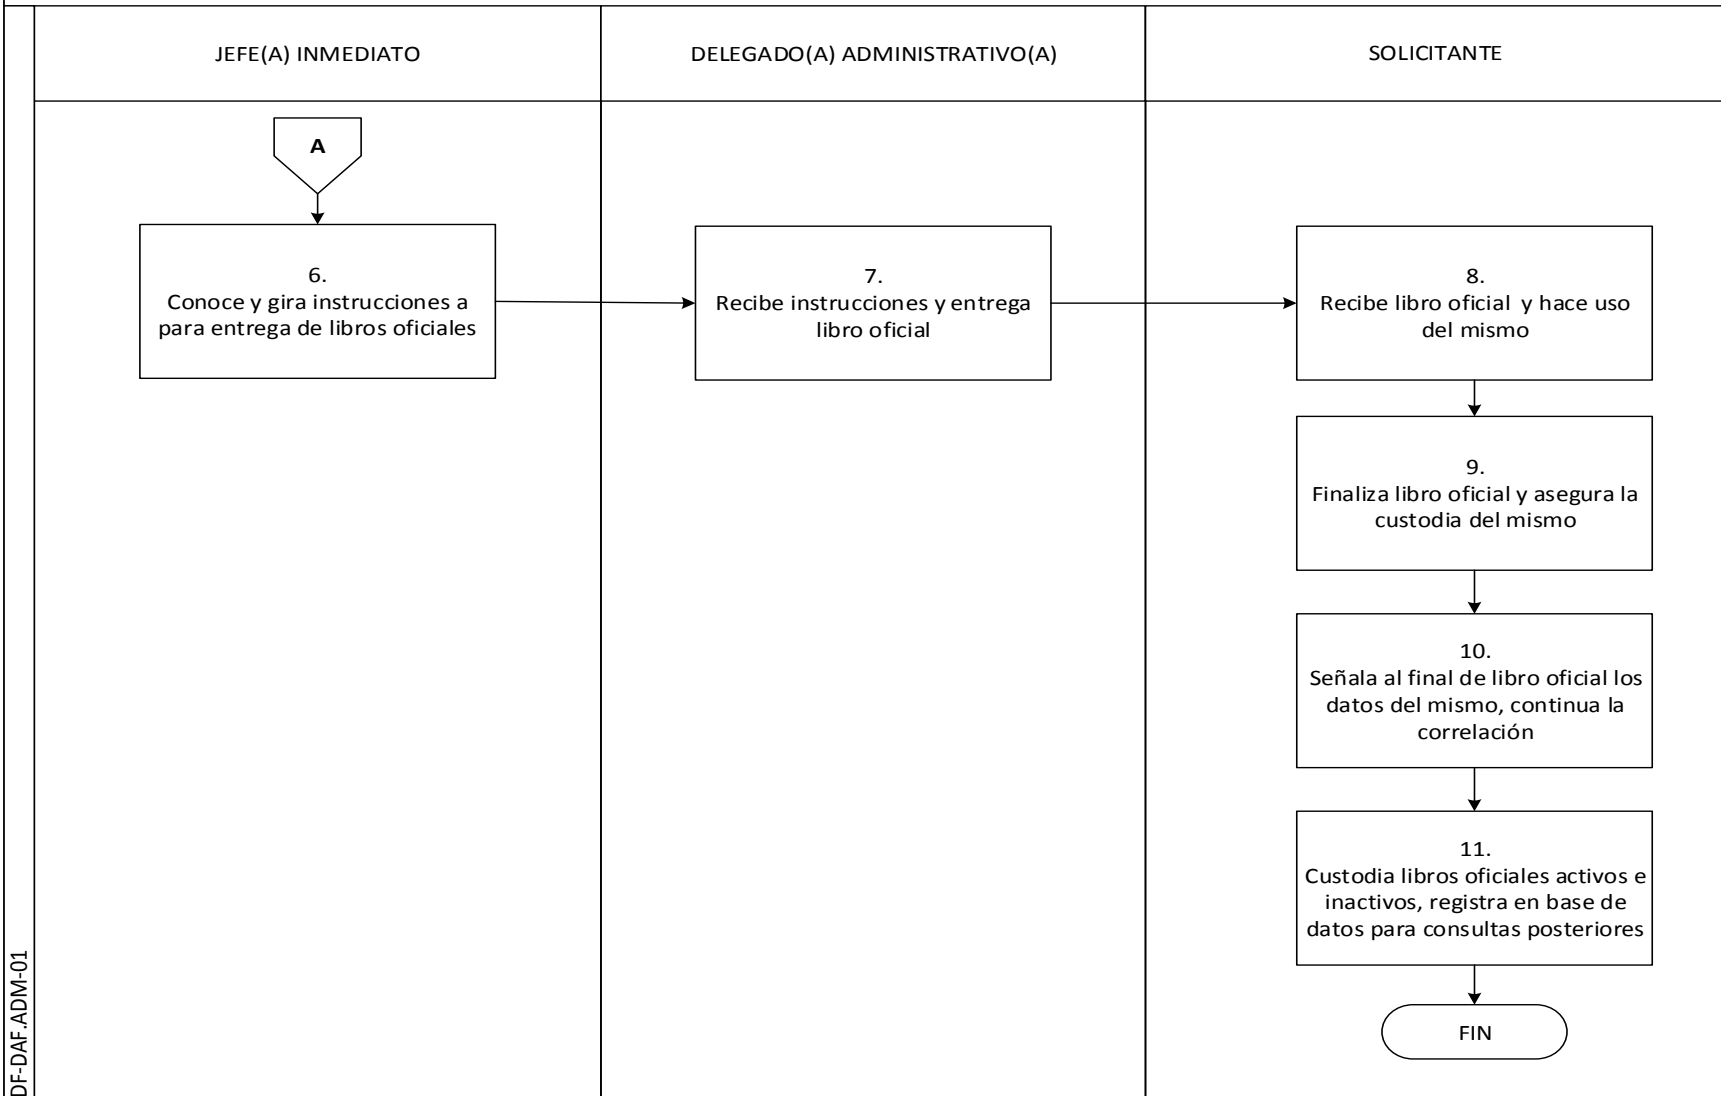 JEFE(A) INMEDIATO
DELEGADO(A) ADMINISTRATIVO(A)
SOLICITANTE
A
6.
Conoce y gira instrucciones a
para entrega de libros oficiales
7.
Recibe instrucciones y entrega
libro oficial
8.
Recibe libro oficial y hace uso
del mismo
9.
Finaliza libro oficial y asegura la
custodia del mismo
10.
Señala al final de libro oficial los
datos del mismo, continua la
correlación
11.
Custodia libros oficiales activos e
inactivos, registra en base de
datos para consultas posteriores
FIN
DF-DAF.ADM-01